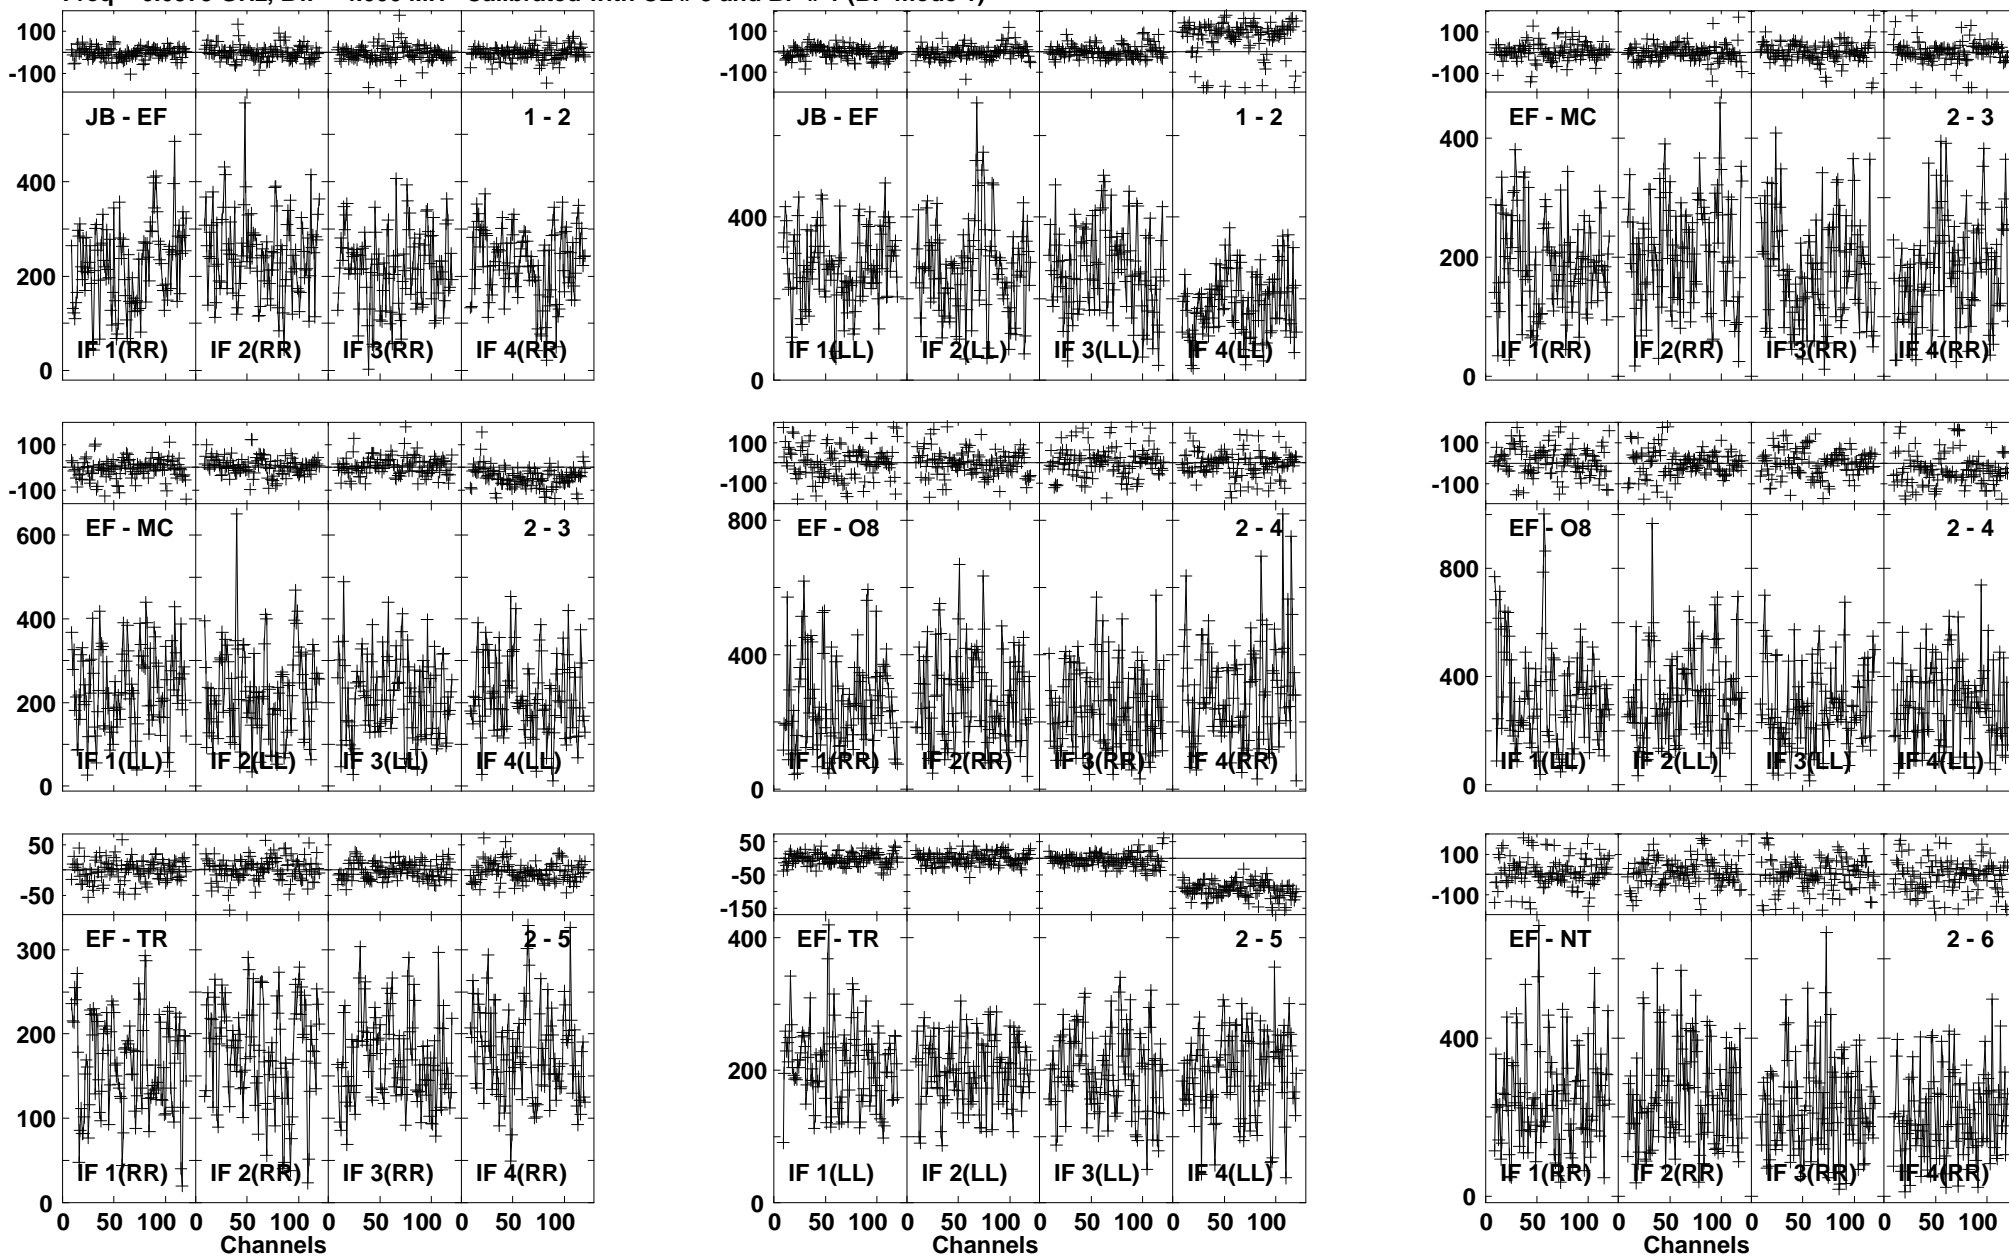 100 100 100
-100 -100 -100
JB - EF 1 - 2 JB - EF 1 - 2 EF - MC 2 - 3
400 400 400
200 200 200
IF 1(RR) IF 2(RR) IF 3(RR) IF 4(RR) IF 1(LL) IF 2(LL) IF 3(LL) IF 4(LL) IF 1(RR) IF 2(RR) IF 3(RR) IF 4(RR)
0 0 0
100 100 100
-100 -100 -100
EF - MC 2 - 3 EF - O8 2 - 4 EF - O8 2 - 4
600 800 800
400 400 400
200
IF 1(LL) IF 2(LL) IF 3(LL) IF 4(LL) IF 1(RR) IF 2(RR) IF 3(RR) IF 4(RR) IF 1(LL) IF 2(LL) IF 3(LL) IF 4(LL)
0 0 0
50 50 100
-50 -50 -100
-150
EF - TR 2 - 5 EF - TR 2 - 5 EF - NT 2 - 6
300 400 400
200 200
100
IF 1(RR) IF 2(RR) IF 3(RR) IF 4(RR) IF 1(LL) IF 2(LL) IF 3(LL) IF 4(LL) IF 1(RR) IF 2(RR) IF 3(RR) IF 4(RR)
0 0 0
0 50 100 0 50 100 0 50 100 0 50 100 0 50 100 0 50 100 0 50 100 0 50 100 0 50 100 0 50 100 0 50 100 0 50 100
Channels Channels Channels